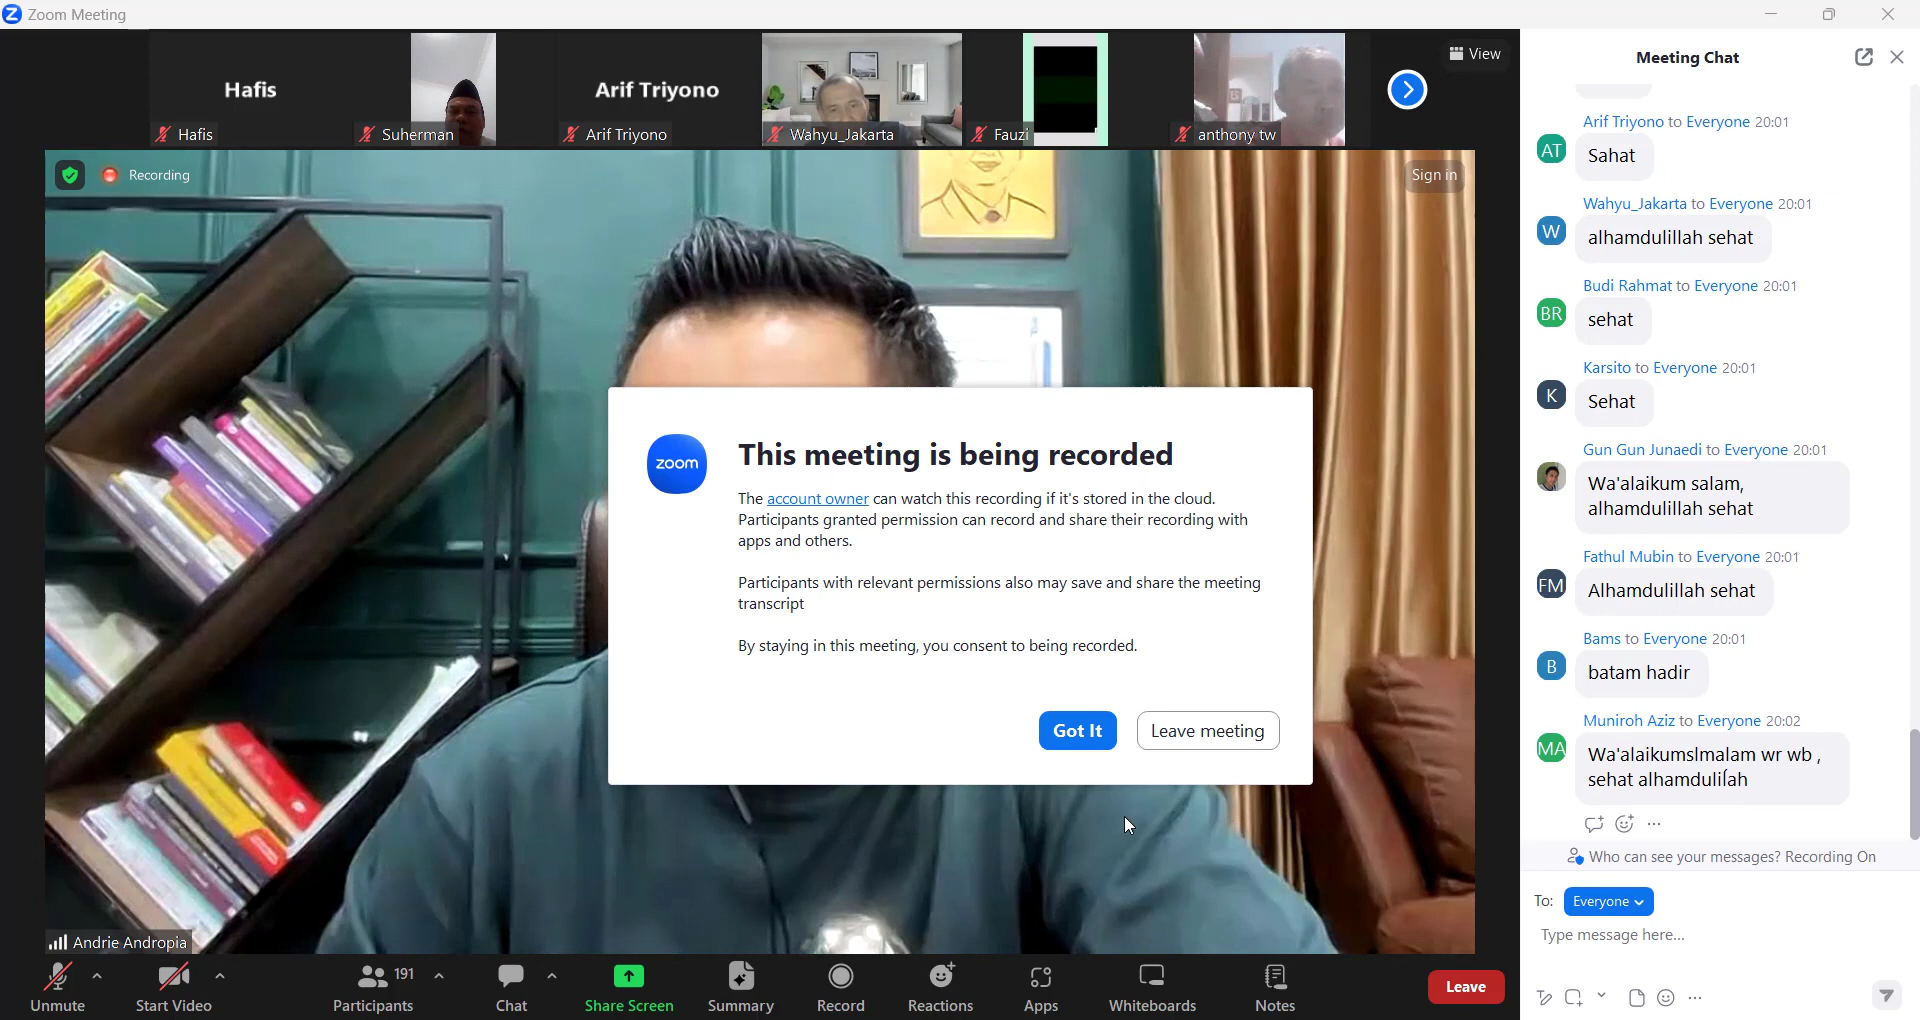 Zoom Meeting
Hafis
Hafis
Suherman
Arif Triyono
Arif Triyono
Wahyu_Jakarta
Fauzi
anthony tw
View
Recording
Sign in
zoom
This meeting is being recorded
The account owner can watch this recording if it's stored in the cloud.
Participants granted permission can record and share their recording with
apps and others.
Participants with relevant permissions also may save and share the meeting
transcript
By staying in this meeting, you consent to being recorded.
Got It
Leave meeting
Andrie Andropia
Unmute
Start Video
191
Participants
Chat
Share Screen
Summary
Record
Reactions
Apps
Whiteboards
Notes
Leave
Meeting Chat
Arif Triyono to Everyone 20:01
AT
Sahat
Wahyu_Jakarta to Everyone 20:01
W
alhamdulillah sehat
Budi Rahmat to Everyone 20:01
BR
sehat
Karsito to Everyone 20:01
K
Sehat
Gun Gun Junaedi to Everyone 20:01
Wa'alaikum salam,
alhamdulillah sehat
Fathul Mubin to Everyone 20:01
FM
Alhamdulillah sehat
Bams to Everyone 20:01
B
batam hadir
Muniroh Aziz to Everyone 20:02
MA
Wa'alaikumslmalam wr wb ,
sehat alhamduliĺah
Who can see your messages? Recording On
To: Everyone
Type message here...